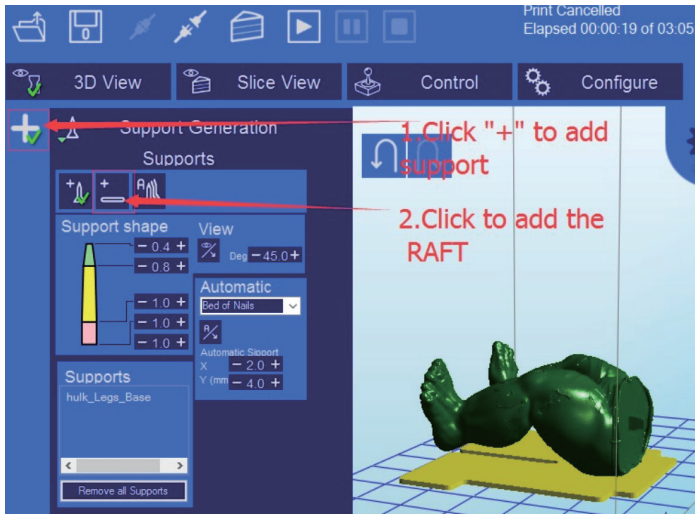 Print Cancelled
Elapsed 00:00:19 of 03:05
3D View
Slice View
Control
Configure
Support Generation
1.Click "+" to add
support
Supports
2.Click to add the
RAFT
Support shape
View
0.4
0.8
Deg
45.0
Automatic
Bed of Nails
1.0
1.0
1.0
Automatic Sipport
X
2.0
Y (mm
4.0
Supports
hulk_Legs_Base
Remove all Supports